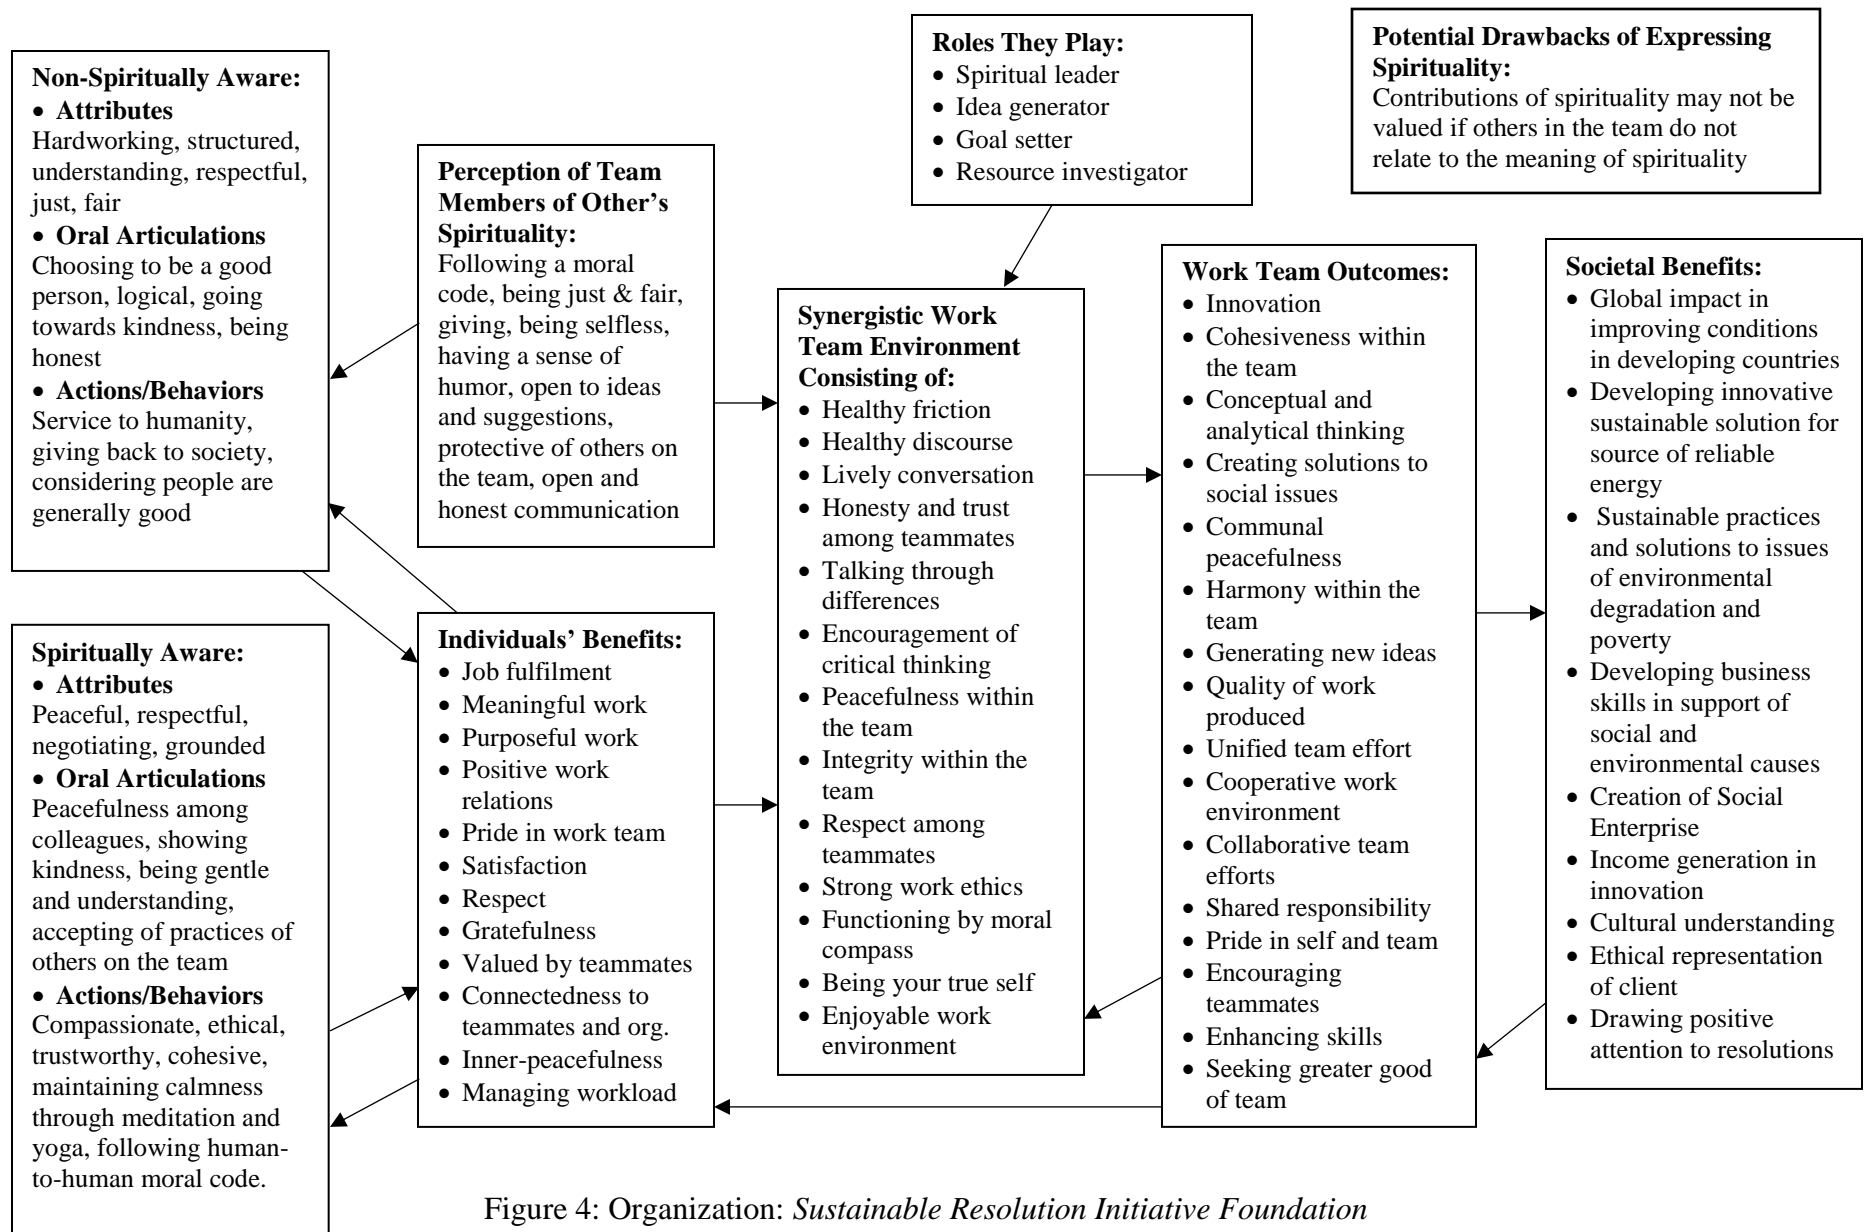 Non-Spiritually Aware:
• Attributes
Hardworking, structured,
understanding, respectful,
just, fair
• Oral Articulations
Choosing to be a good
person, logical, going
towards kindness, being
honest
• Actions/Behaviors
Service to humanity,
giving back to society,
considering people are
generally good
Spiritually Aware:
• Attributes
Peaceful, respectful,
negotiating, grounded
• Oral Articulations
Peacefulness among
colleagues, showing
kindness, being gentle
and understanding,
accepting of practices of
others on the team
• Actions/Behaviors
Compassionate, ethical,
trustworthy, cohesive,
maintaining calmness
through meditation and
yoga, following human-
to-human moral code.
Perception of Team
Members of Other’s
Spirituality:
Following a moral
code, being just & fair,
giving, being selfless,
having a sense of
humor, open to ideas
and suggestions,
protective of others on
the team, open and
honest communication
Individuals’ Benefits:
• Job fulfilment
• Meaningful work
• Purposeful work
• Positive work
relations
• Pride in work team
• Satisfaction
• Respect
• Gratefulness
• Valued by teammates
• Connectedness to
teammates and org.
• Inner-peacefulness
• Managing workload
Roles They Play:
• Spiritual leader
• Idea generator
• Goal setter
• Resource investigator
Synergistic Work
Team Environment
Consisting of:
• Healthy friction
• Healthy discourse
• Lively conversation
• Honesty and trust
among teammates
• Talking through
differences
• Encouragement of
critical thinking
• Peacefulness within
the team
• Integrity within the
team
• Respect among
teammates
• Strong work ethics
• Functioning by moral
compass
• Being your true self
• Enjoyable work
environment
Potential Drawbacks of Expressing
Spirituality:
Contributions of spirituality may not be
valued if others in the team do not
relate to the meaning of spirituality
Work Team Outcomes:
• Innovation
• Cohesiveness within
the team
• Conceptual and
analytical thinking
• Creating solutions to
social issues
• Communal
peacefulness
• Harmony within the
team
• Generating new ideas
• Quality of work
produced
• Unified team effort
• Cooperative work
environment
• Collaborative team
efforts
• Shared responsibility
• Pride in self and team
• Encouraging
teammates
• Enhancing skills
• Seeking greater good
of team
Societal Benefits:
• Global impact in
improving conditions
in developing countries
• Developing innovative
sustainable solution for
source of reliable
energy
• Sustainable practices
and solutions to issues
of environmental
degradation and
poverty
• Developing business
skills in support of
social and
environmental causes
• Creation of Social
Enterprise
• Income generation in
innovation
• Cultural understanding
• Ethical representation
of client
• Drawing positive
attention to resolutions
Figure 4: Organization: Sustainable Resolution Initiative Foundation